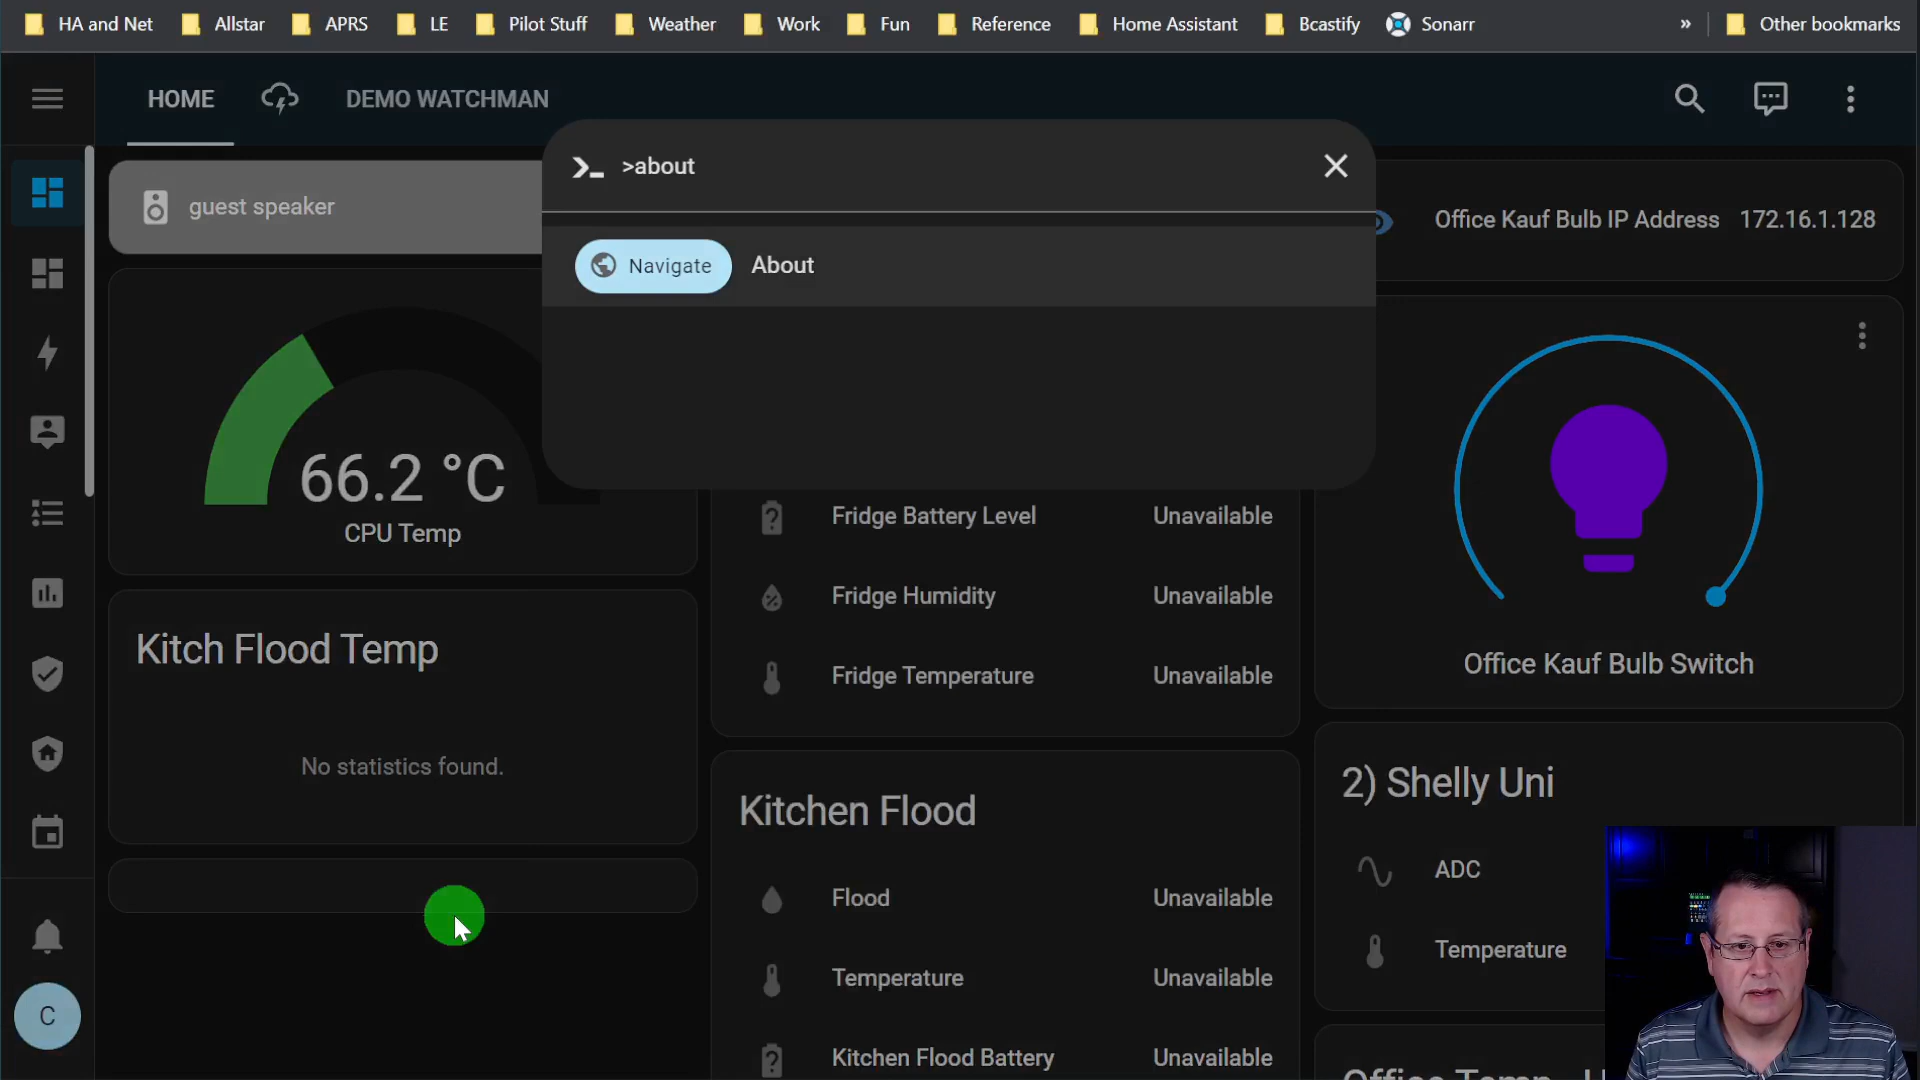 HA and Net
Allstar
APRS
LE
Pilot Stuff
Weather
Work
Fun
Reference
Home Assistant
Bcastify
Sonarr
»
Other bookmarks
HOME
DEMO WATCHMAN
>about
Navigate
About
guest speaker
66.2 °C
CPU Temp
Kitch Flood Temp
No statistics found.
Fridge Battery Level Unavailable
Fridge Humidity Unavailable
Fridge Temperature Unavailable
Kitchen Flood
Flood Unavailable
Temperature Unavailable
Kitchen Flood Battery Unavailable
Office Kauf Bulb IP Address 172.16.1.128
Office Kauf Bulb Switch
2) Shelly Uni
ADC
Temperature
C